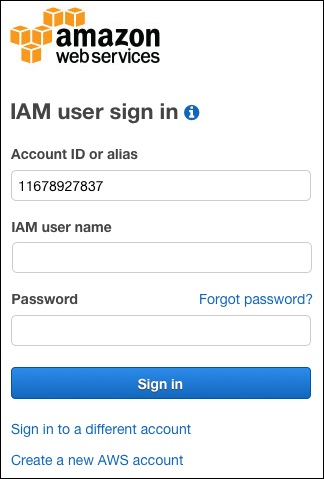 amazon
web services
IAM user sign in
Account ID or alias
11678927837
IAM user name
Password Forgot password?
Sign in
Sign in to a different account
Create a new AWS account